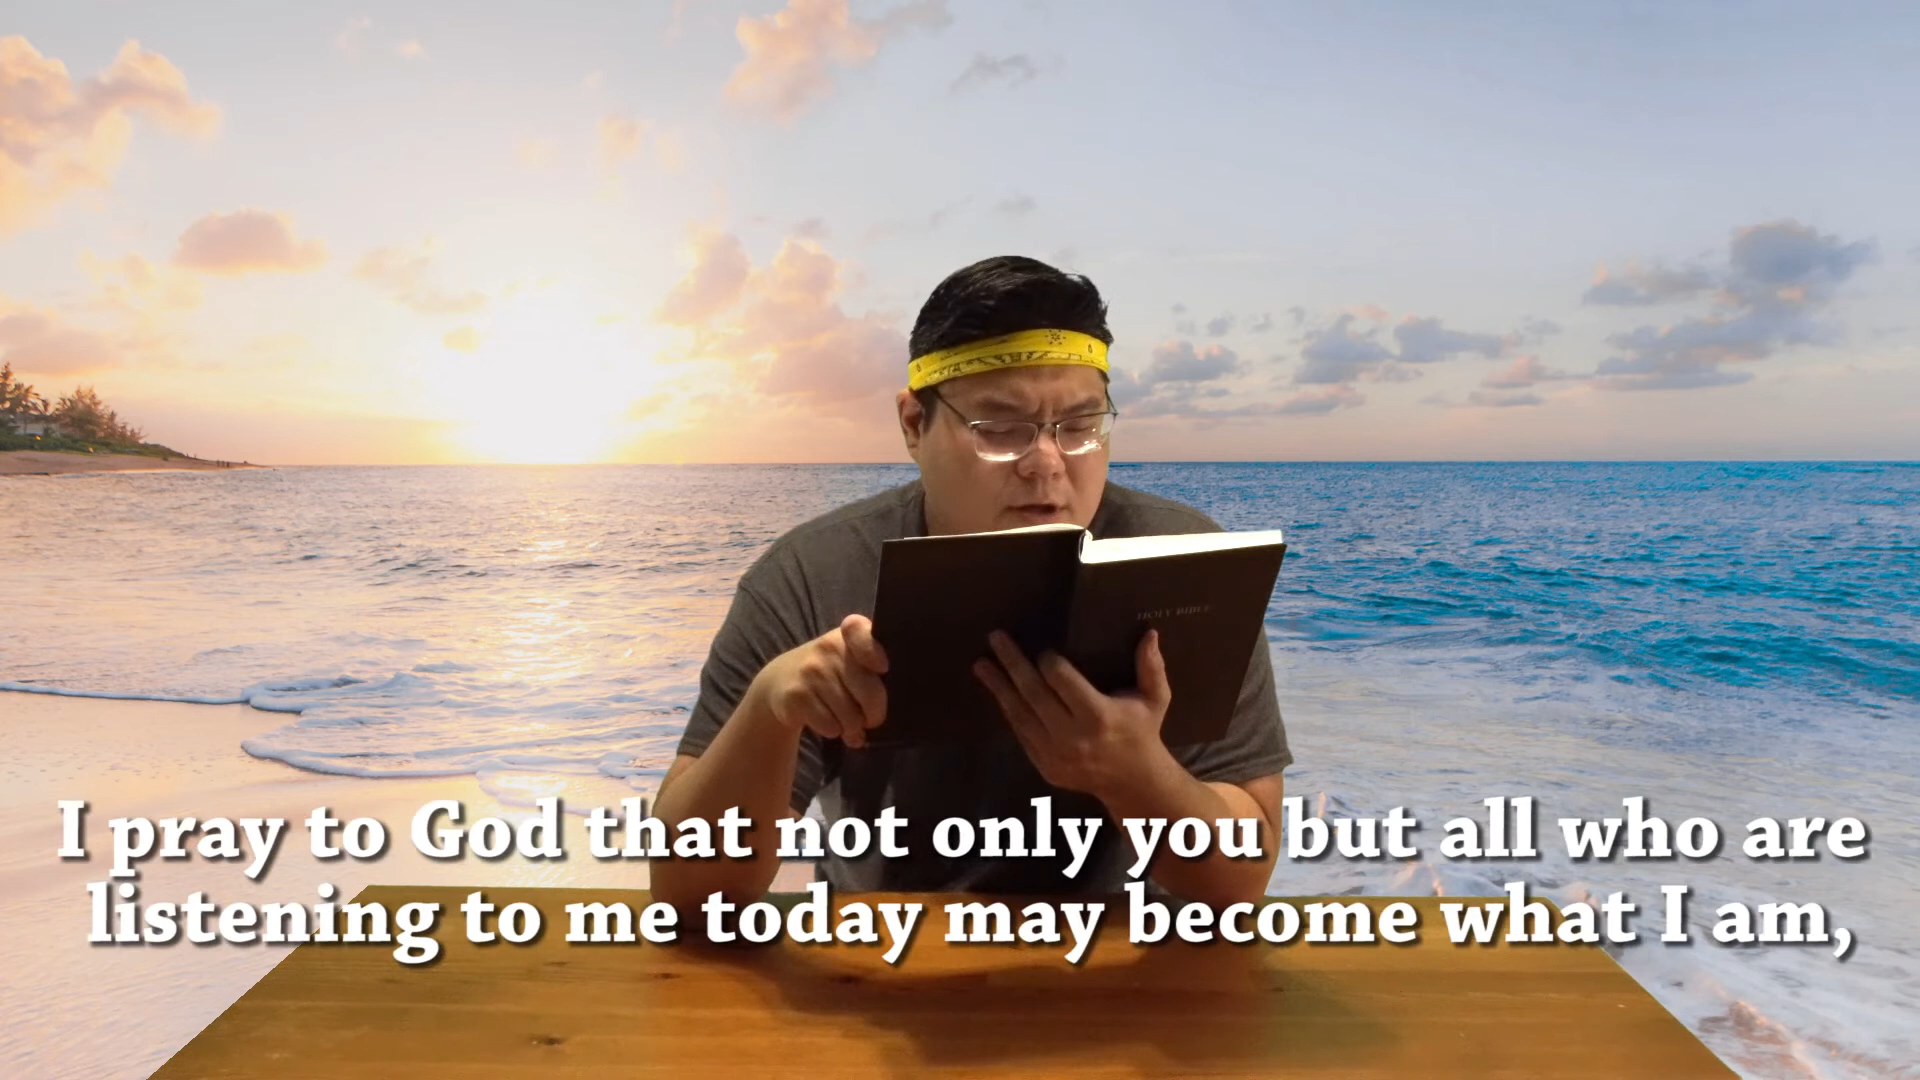 HOLY BIBLE
I pray to God that not only you but all who are
listening to me today may become what I am,